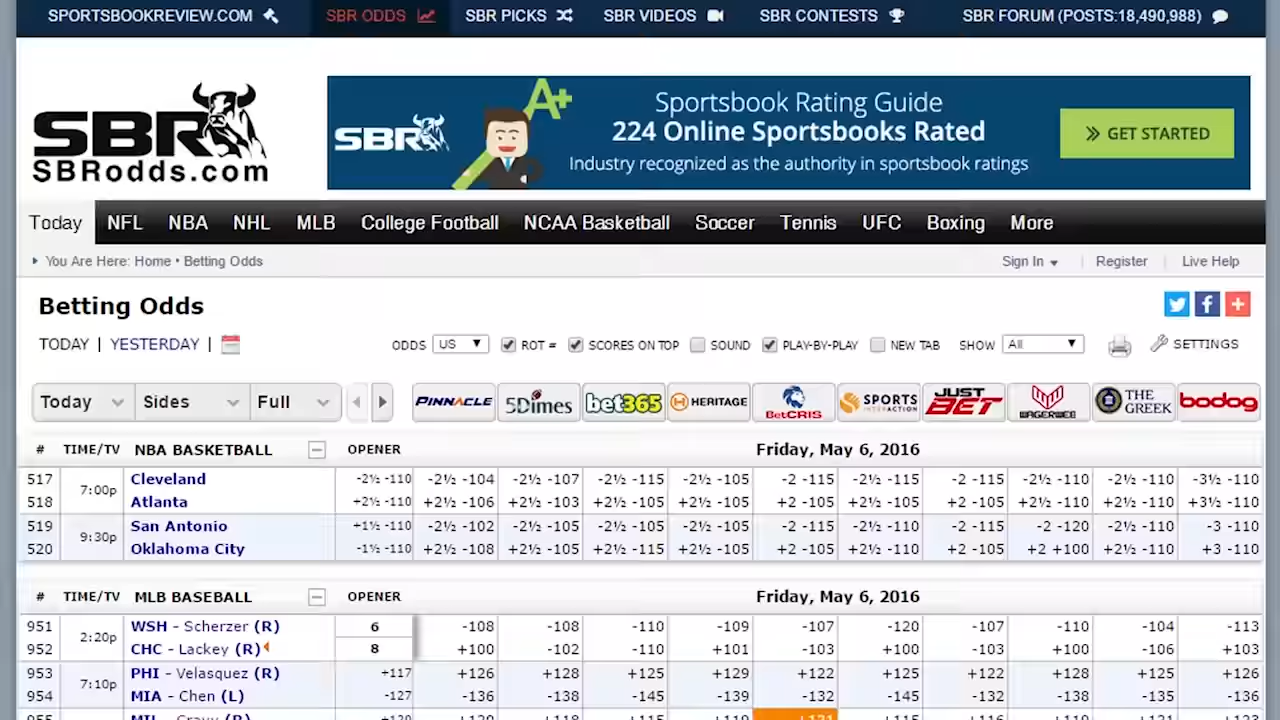 SPORTSBOOKREVIEW.COM SBR ODDS SBR PICKS SBR VIDEOS SBR CONTESTS SBR FORUM (POSTS:18,490,988)
SBR
SBRodds.com
SBR
A+
Sportsbook Rating Guide
224 Online Sportsbooks Rated
Industry recognized as the authority in sportsbook ratings
» GET STARTED
Today NFL NBA NHL MLB College Football NCAA Basketball Soccer Tennis UFC Boxing More
You Are Here: Home • Betting Odds Sign In | Register | Live Help
Betting Odds
TODAY | YESTERDAY | ODDS US ROT # SCORES ON TOP SOUND PLAY-BY-PLAY NEW TAB SHOW All SETTINGS
Today Sides Full PINNACLE 5Dimes bet365 HERITAGE BetCRIS SPORTS INTERACTION JUST BET WAGERWEB THE GREEK bodog
# TIME/TV NBA BASKETBALL OPENER Friday, May 6, 2016
517 7:00p Cleveland -2½ -110 -2½ -104 -2½ -107 -2½ -115 -2½ -105 -2 -115 -2½ -115 -2 -115 -2½ -110 -2½ -110 -3½ -110
518 Atlanta +2½ -110 +2½ -106 +2½ -103 +2½ -115 +2½ -105 +2 -105 +2½ -105 +2 -105 +2½ -110 +2½ -110 +3½ -110
519 9:30p San Antonio +1½ -110 -2½ -102 -2½ -105 -2½ -105 -2½ -105 -2 -115 -2½ -110 -2 -115 -2 -120 -2½ -110 -3 -110
520 Oklahoma City -1½ -110 +2½ -108 +2½ -105 +2½ -115 +2½ -105 +2 -105 +2½ -110 +2 -105 +2 +100 +2½ -110 +3 -110
# TIME/TV MLB BASEBALL OPENER Friday, May 6, 2016
951 2:20p WSH - Scherzer (R) 6 -108 -108 -110 -109 -107 -120 -107 -110 -104 -113
952 CHC - Lackey (R) 8 +100 -102 -110 +101 -103 +100 -103 +100 -106 +103
953 7:10p PHI - Velasquez (R) +117 +126 +128 +125 +129 +122 +125 +122 +128 +125 +126
954 MIA - Chen (L) -127 -136 -138 -145 -139 -132 -145 -132 -138 -135 -136